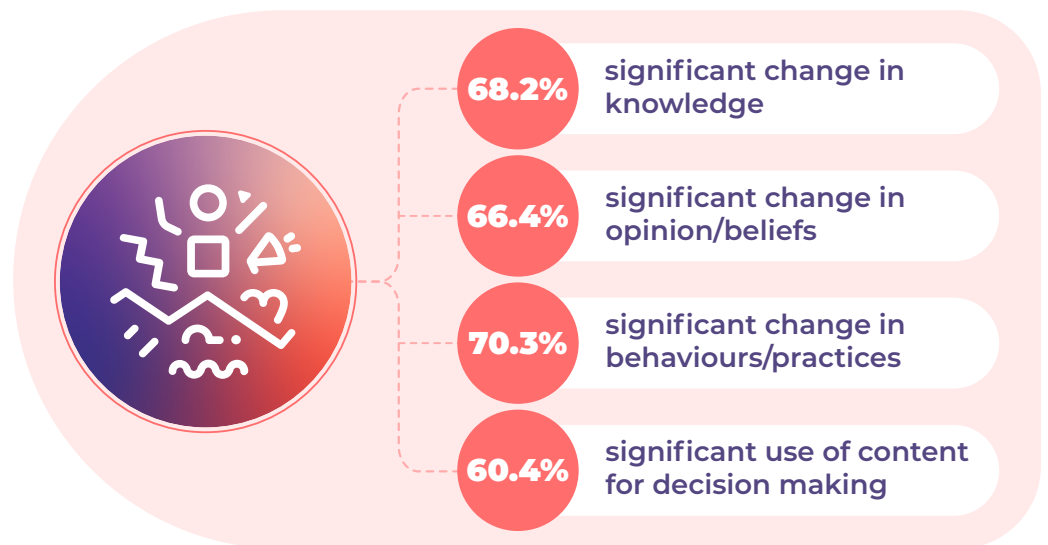 68.2%
significant change in
knowledge
66.4%
significant change in
opinion/beliefs
70.3%
significant change in
behaviours/practices
60.4%
significant use of content
for decision making